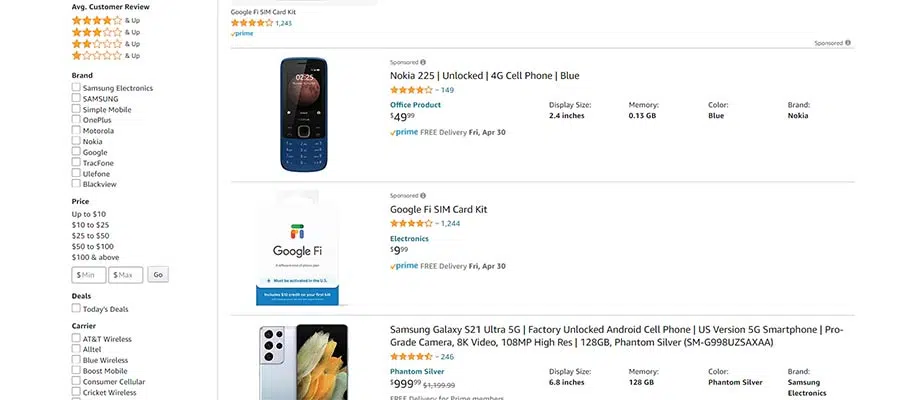 Avg. Customer Review
& Up
& Up
& Up
& Up
Brand
Samsung Electronics
SAMSUNG
Simple Mobile
OnePlus
Motorola
Nokia
Google
TracFone
Ulefone
Blackview
Price
Up to $10
$10 to $25
$25 to $50
$50 to $100
$100 & above
$ Min $ Max Go
Deals
Today's Deals
Carrier
AT&T Wireless
Alltel
Blue Wireless
Boost Mobile
Consumer Cellular
Cricket Wireless
Google Fi SIM Card Kit
1,243
prime
Sponsored
Sponsored
Nokia 225 | Unlocked | 4G Cell Phone | Blue
149
Office Product
$49⁹⁹
prime FREE Delivery Fri, Apr 30
Display Size: Memory: Color: Brand:
2.4 inches 0.13 GB Blue Nokia
02:25
Sponsored
Google Fi SIM Card Kit
1,244
Electronics
$9⁹⁹
prime FREE Delivery Fri, Apr 30
Google Fi
Must be activated in the U.S.
Includes $10 credit on your first bill
Samsung Galaxy S21 Ultra 5G | Factory Unlocked Android Cell Phone | US Version 5G Smartphone | Pro-
Grade Camera, 8K Video, 108MP High Res | 128GB, Phantom Silver (SM-G998UZSAXAA)
246
Phantom Silver
$999⁹⁹ $1,199.99
FREE Delivery for Prime members
Display Size: Memory: Color: Brand:
6.8 inches 128 GB Phantom Silver Samsung
Electronics